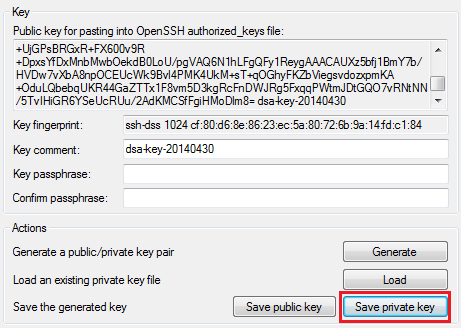 Key
Public key for pasting into OpenSSH authorized_keys file:
+UjGPsBRGxR+FX600v9R
+DpxsYfDxMnbMwbOekdB0LoU/pgVAQ6N1hLFgQFy1ReygAAACAUXz5bfj1BmY7b/
HVDw7vXbA8npOCEUcWk9Bvl4PMK4UkM+sT+qOGhyFKZbViegsvdozxpmKA
+OduLQbebqUKR44GaZTTx1F8vm5D3kgRcFnDWJRg5FxqqPWtmJDtGQO7vRNtNN
/5TvIHiGR6YSeUcRUu/2AdKMCSfFgiHMoDlm8= dsa-key-20140430
Key fingerprint: ssh-dss 1024 cf:80:d6:8e:86:23:ec:5a:80:72:6b:9a:14:fd:c1:84
Key comment: dsa-key-20140430
Key passphrase:
Confirm passphrase:
Actions
Generate a public/private key pair Generate
Load an existing private key file Load
Save the generated key Save public key Save private key